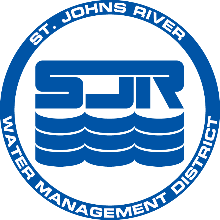 ST. JOHNS RIVER
SJR
WATER MANAGEMENT DISTRICT